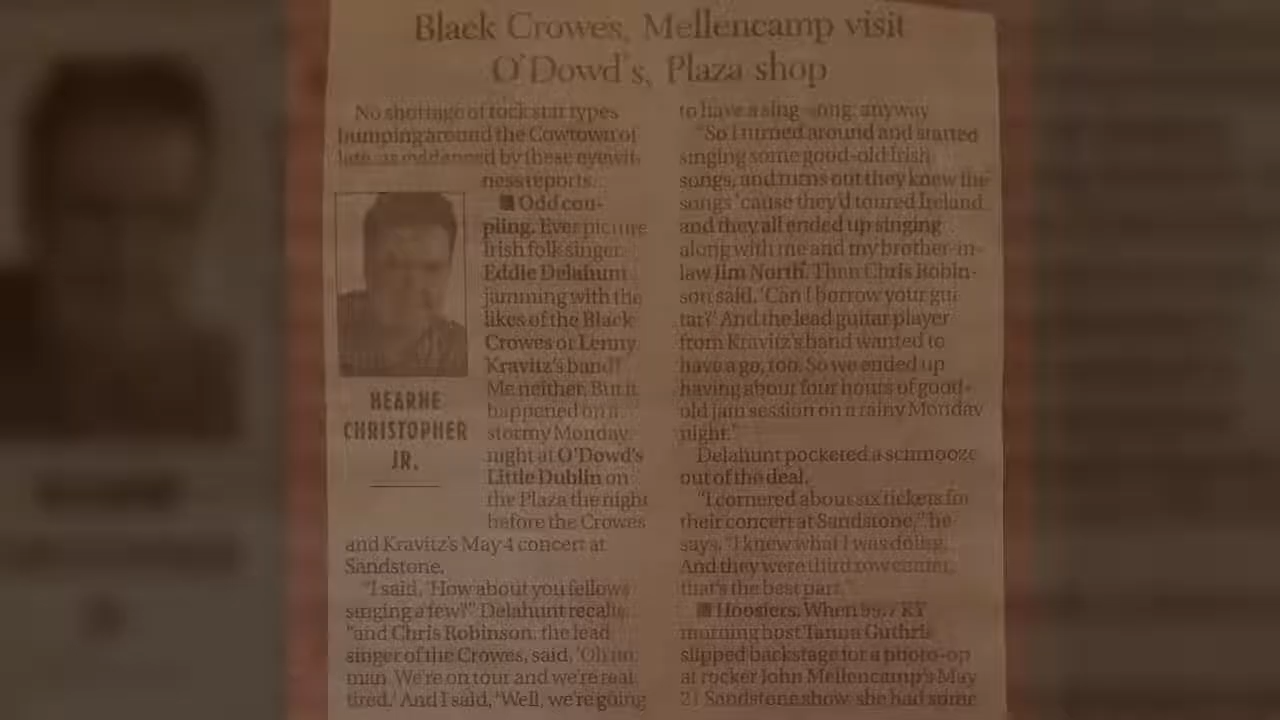 Black Crowes, Mellencamp visit
O'Dowd's, Plaza shop
No shortage of rock star types
bumping around the Cowtown of
late, as evidenced by these eyewit-
ness reports.
■ Odd cou-
pling. Ever picture
Irish folk singer
Eddie Delahunt
jamming with the
likes of the Black
Crowes or Lenny
Kravitz's band?
Me neither. But it
happened on a
stormy Monday
night at O'Dowd's
Little Dublin on
the Plaza the night
before the Crowes
and Kravitz's May 4 concert at
Sandstone.
"I said, 'How about you fellows
singing a few?'" Delahunt recalls,
"and Chris Robinson, the lead
singer of the Crowes, said, 'Oh no,
man. We're on tour and we're real
tired.' And I said, 'Well, we're going
HEARNE
CHRISTOPHER
JR.
to have a sing-song, anyway
"So I turned around and started
singing some good-old Irish
songs, and turns out they knew the
songs 'cause they'd toured Ireland
and they all ended up singing
along with me and my brother-in-
law Jim North. Then Chris Robin-
son said, 'Can I borrow your gui-
tar?' And the lead guitar player
from Kravitz's band wanted to
have a go, too. So we ended up
having about four hours of good-
old jam session on a rainy Monday
night."
Delahunt pocketed a schmooze
out of the deal.
"I cornered about six tickets for
their concert at Sandstone," he
says. "I knew what I was doing.
And they were third row center,
that's the best part."
■ Hoosiers. When 99.7 KY
morning host Tanna Guthrie
slipped backstage for a photo-op
at rocker John Mellencamp's May
21 Sandstone show, she had some